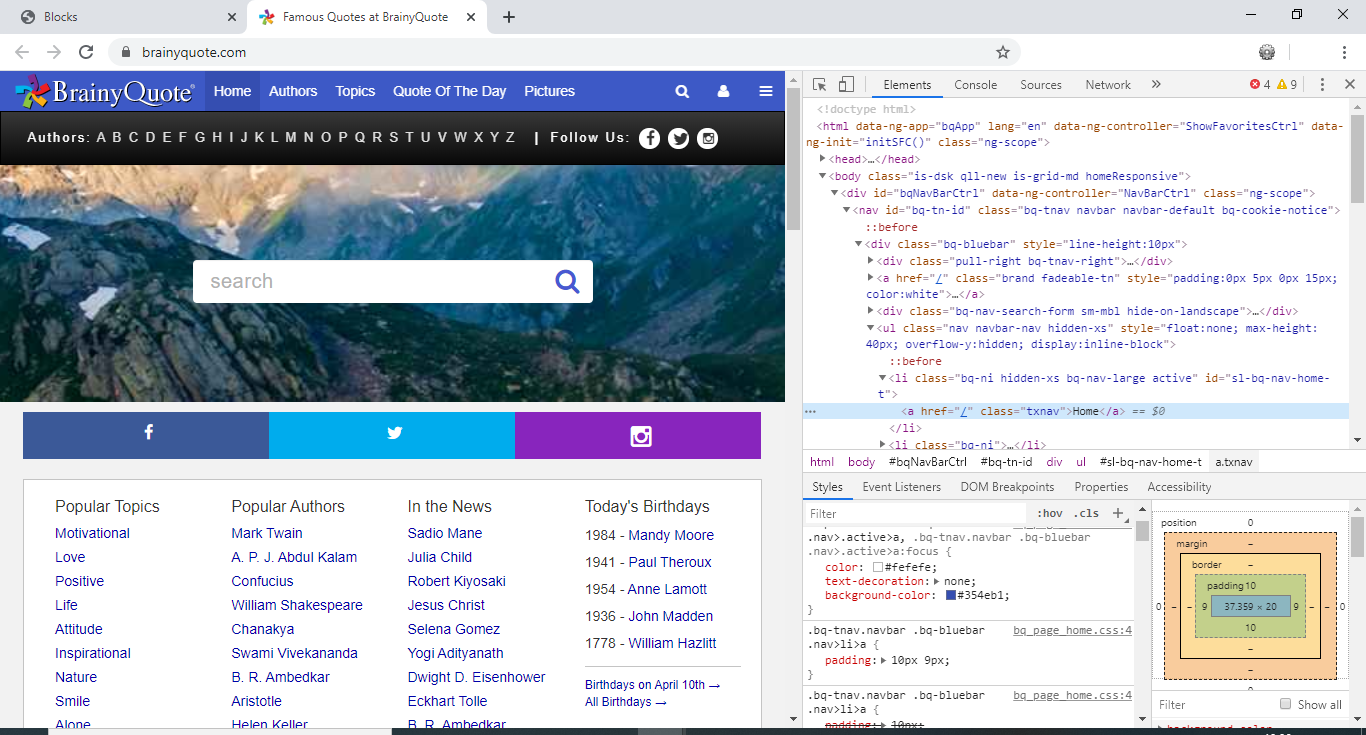 Blocks
Famous Quotes at BrainyQuote
brainyquote.com
BrainyQuote® Home Authors Topics Quote Of The Day Pictures
Authors: A B C D E F G H I J K L M N O P Q R S T U V W X Y Z | Follow Us:
search
Popular Topics
Motivational
Love
Positive
Life
Attitude
Inspirational
Nature
Smile
Alone
Popular Authors
Mark Twain
A. P. J. Abdul Kalam
Confucius
William Shakespeare
Chanakya
Swami Vivekananda
B. R. Ambedkar
Aristotle
Helen Keller
In the News
Sadio Mane
Julia Child
Robert Kiyosaki
Jesus Christ
Selena Gomez
Yogi Adityanath
Dwight D. Eisenhower
Eckhart Tolle
B. R. Ambedkar
Today's Birthdays
1984 - Mandy Moore
1941 - Paul Theroux
1954 - Anne Lamott
1936 - John Madden
1778 - William Hazlitt
Birthdays on April 10th →
All Birthdays →
Elements Console Sources Network » 4 9
<!doctype html>
<html data-ng-app="bqApp" lang="en" data-ng-controller="ShowFavoritesCtrl" data-
ng-init="initSFC()" class="ng-scope">
<head>…</head>
<body class="is-dsk qll-new is-grid-md homeResponsive">
<div id="bqNavBarCtrl" data-ng-controller="NavBarCtrl" class="ng-scope">
<nav id="bq-tn-id" class="bq-tnav navbar navbar-default bq-cookie-notice">
::before
<div class="bq-bluebar" style="line-height:10px">
<div class="pull-right bq-tnav-right">…</div>
<a href="/" class="brand fadeable-tn" style="padding:0px 5px 0px 15px;
color:white">…</a>
<div class="bq-nav-search-form sm-mbl hide-on-landscape">…</div>
<ul class="nav navbar-nav hidden-xs" style="float:none; max-height:
40px; overflow-y:hidden; display:inline-block">
::before
<li class="bq-ni hidden-xs bq-nav-large active" id="sl-bq-nav-home-
t">
<a href="/" class="txnav">Home</a> == $0
</li>
<li class="bq-ni">…</li>
html body #bqNavBarCtrl #bq-tn-id div ul #sl-bq-nav-home-t a.txnav
Styles Event Listeners DOM Breakpoints Properties Accessibility
Filter :hov .cls +
.nav>.active>a, .bq-tnav.navbar .bq-bluebar
.nav>.active>a:focus {
color: #fefefe;
text-decoration: none;
background-color: #354eb1;
}
.bq-tnav.navbar .bq-bluebar bq_page_home.css:4
.nav>li>a {
padding: 10px 9px;
}
.bq-tnav.navbar .bq-bluebar bq_page_home.css:4
.nav>li>a {
padding: 10px;
position 0
margin –
border –
padding 10
0 – – 9 37.359 × 20 9 – – 0
10
–
–
Filter Show all